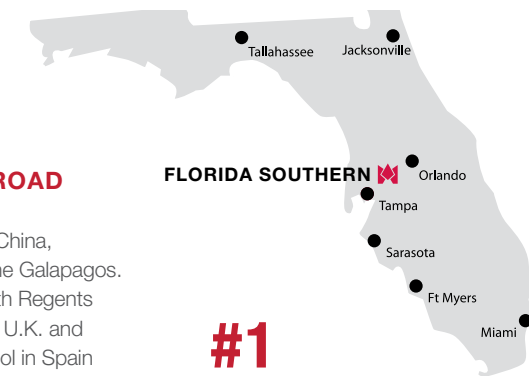 Tallahassee
Jacksonville
ROAD
FLORIDA SOUTHERN
Orlando
Tampa
China,
Sarasota
e Galapagos.
h Regents
Ft Myers
U.K. and
ol in Spain
#1
Miami